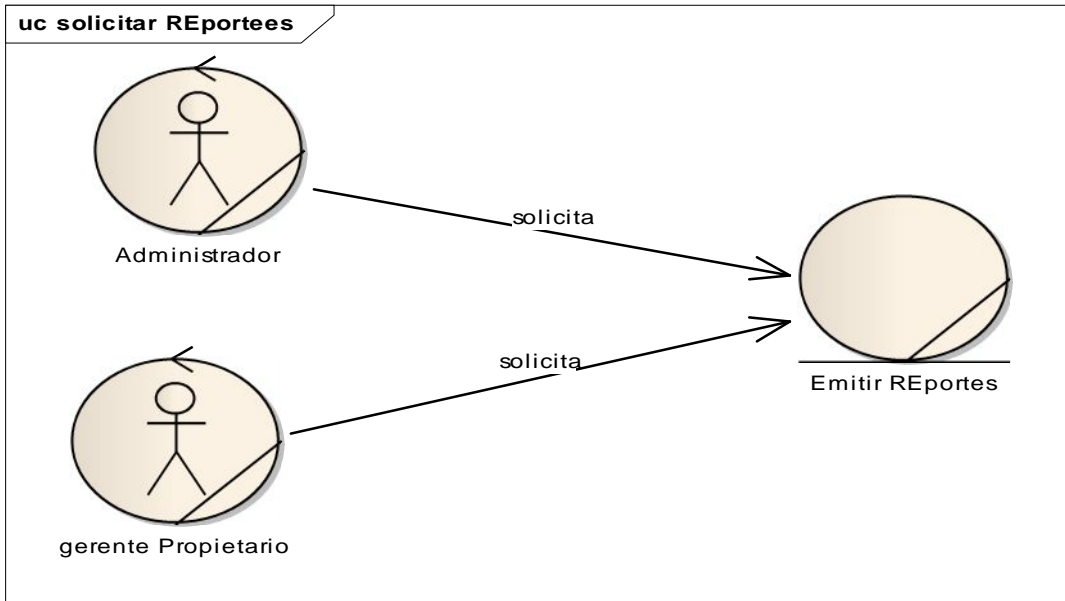 uc solicitar REportees
solicita
Administrador
solicita
Emitir REportes
gerente Propietario